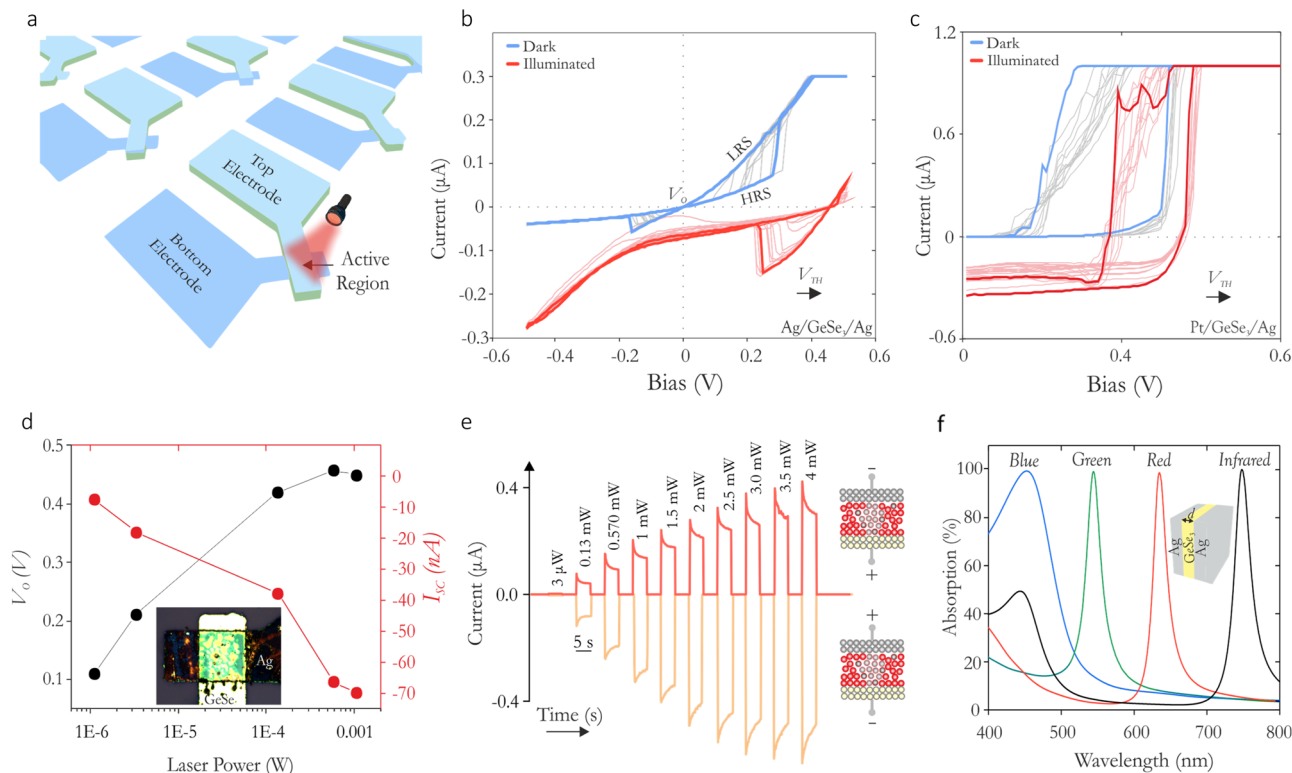 a
Top
Electrode
Bottom
Electrode
Active
Region
b
Dark
Illuminated
Current (μA)
0.3
0.2
0.1
0
-0.1
-0.2
-0.3
LRS
HRS
V_O
V_TH
Ag/GeSe₃/Ag
-0.6
-0.4
-0.2
0
0.2
0.4
0.6
Bias (V)
c
Dark
Illuminated
Current (μA)
1.2
0.6
0
-0.6
V_TH
Pt/GeSe₃/Ag
0
0.4
0.6
Bias (V)
d
V_O (V)
0.5
0.4
0.3
0.2
0.1
I_SC (nA)
0
-10
-20
-30
-40
-50
-60
-70
Ag
GeSe
1E-6
1E-5
1E-4
0.001
Laser Power (W)
e
Current (μA)
0.4
0.0
-0.4
3 μW
0.13 mW
0.570 mW
1 mW
1.5 mW
2 mW
2.5 mW
3.0 mW
3.5 mW
4 mW
5 s
Time (s)
−
+
+
−
f
Absorption (%)
100
80
60
40
20
0
Blue
Green
Red
Infrared
Ag
GeSe₃
Ag
d
400
500
600
700
800
Wavelength (nm)